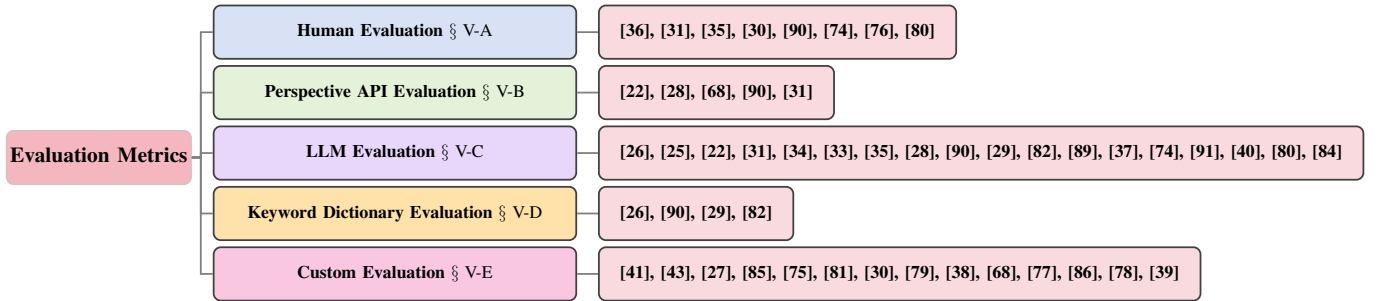 Human Evaluation § V-A
[36], [31], [35], [30], [90], [74], [76], [80]
Perspective API Evaluation § V-B
[22], [28], [68], [90], [31]
Evaluation Metrics
LLM Evaluation § V-C
[26], [25], [22], [31], [34], [33], [35], [28], [90], [29], [82], [89], [37], [74], [91], [40], [80], [84]
Keyword Dictionary Evaluation § V-D
[26], [90], [29], [82]
Custom Evaluation § V-E
[41], [43], [27], [85], [75], [81], [30], [79], [38], [68], [77], [86], [78], [39]